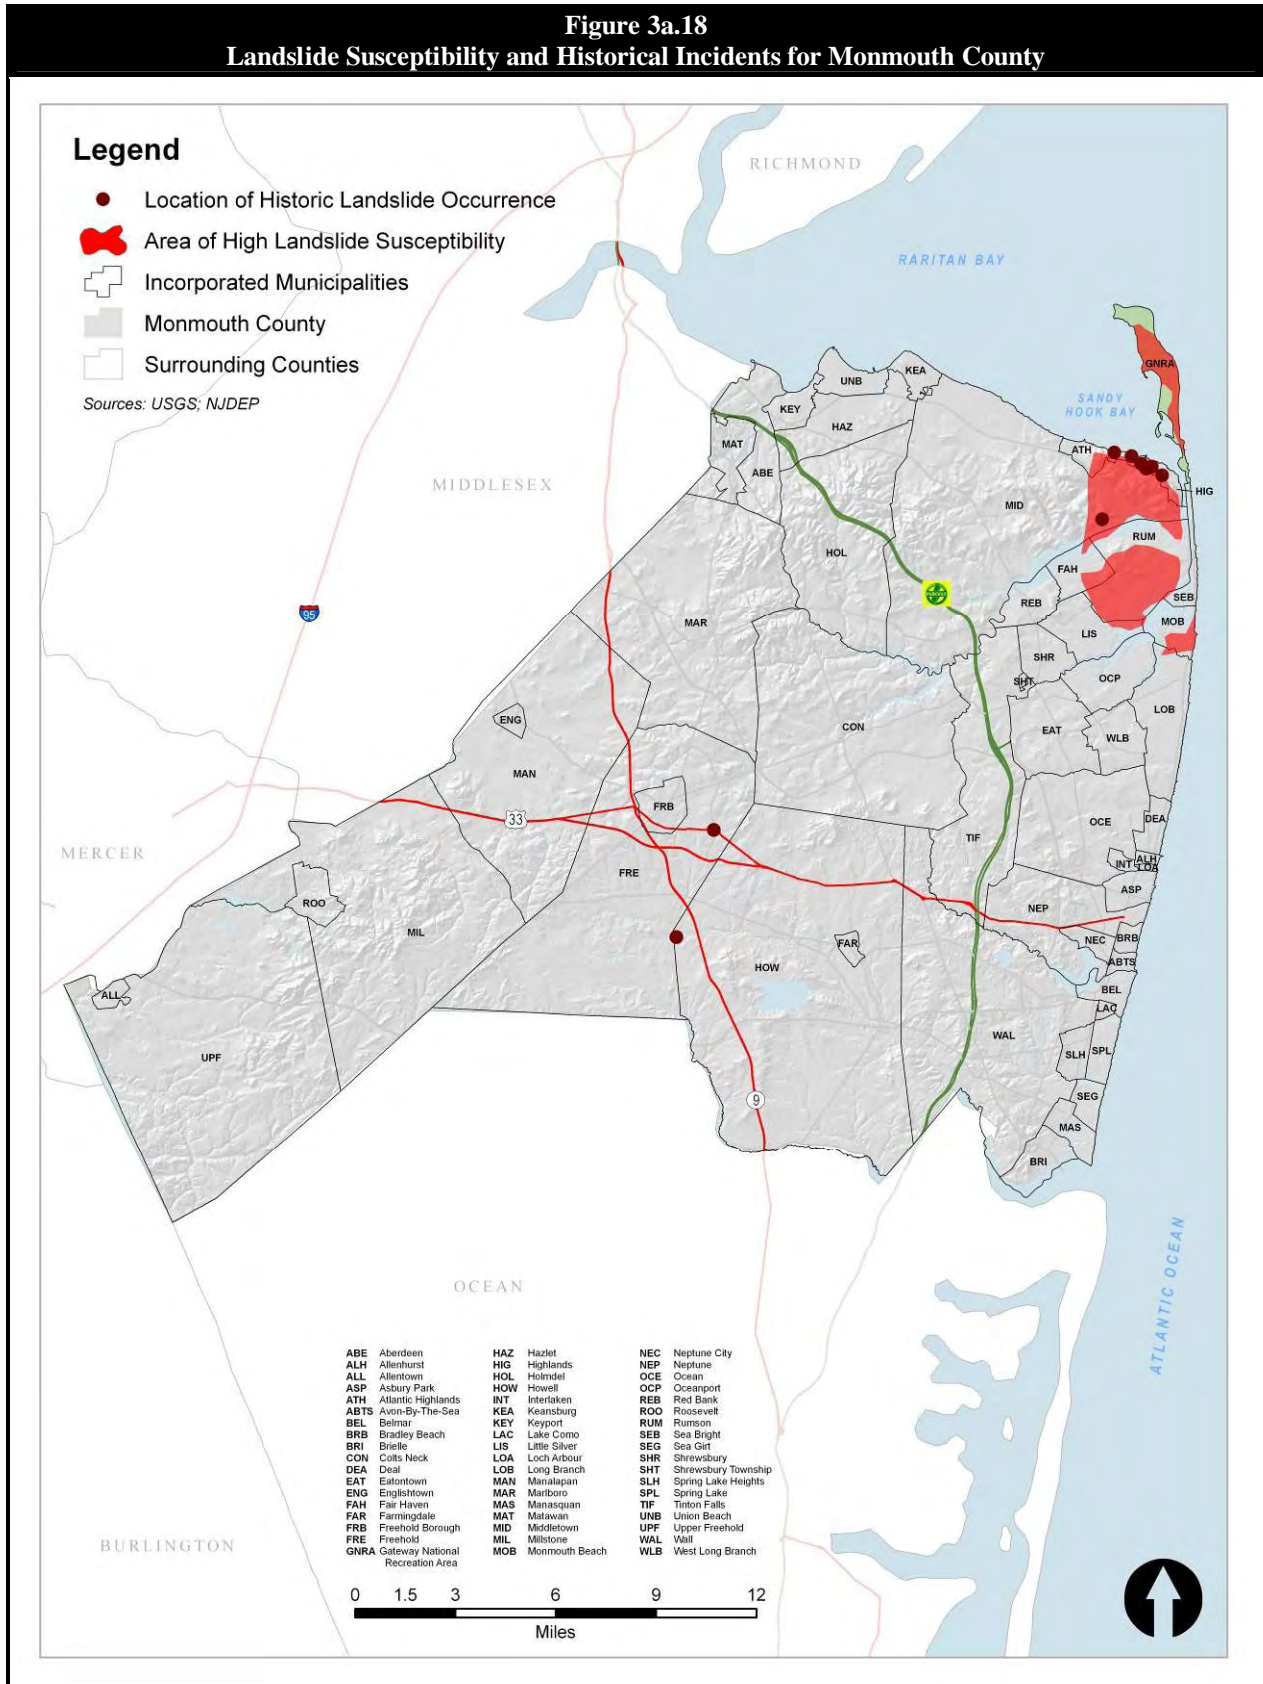 Figure 3a.18
Landslide Susceptibility and Historical Incidents for Monmouth County
Legend
Location of Historic Landslide Occurrence
Area of High Landslide Susceptibility
Incorporated Municipalities
Monmouth County
Surrounding Counties
Sources: USGS; NJDEP
RICHMOND
RARITAN BAY
GNRA
SANDY
HOOK BAY
UNB
KEA
KEY
HAZ
MAT
ABE
ATH
HIG
MIDDLESEX
MID
HOL
RUM
FAH
REB
SEB
MOB
95
MAR
LIS
SHR
SHT
OCP
LOB
ENG
CON
EAT
WLB
MAN
FRB
33
OCE
DEA
TIF
MERCER
INT
ALH
LOA
FRE
ASP
ROO
NEP
MIL
FAR
NEC
BRB
HOW
ABTS
ALL
BEL
LAC
UPF
WAL
SLH
SPL
9
SEG
MAS
BRI
ATLANTIC OCEAN
OCEAN
BURLINGTON
ABE Aberdeen
ALH Allenhurst
ALL Allentown
ASP Asbury Park
ATH Atlantic Highlands
ABTS Avon-By-The-Sea
BEL Belmar
BRB Bradley Beach
BRI Brielle
CON Colts Neck
DEA Deal
EAT Eatontown
ENG Englishtown
FAH Fair Haven
FAR Farmingdale
FRB Freehold Borough
FRE Freehold
GNRA Gateway National
Recreation Area
HAZ Hazlet
HIG Highlands
HOL Holmdel
HOW Howell
INT Interlaken
KEA Keansburg
KEY Keyport
LAC Lake Como
LIS Little Silver
LOA Loch Arbour
LOB Long Branch
MAN Manalapan
MAR Marlboro
MAS Manasquan
MAT Matawan
MID Middletown
MIL Millstone
MOB Monmouth Beach
NEC Neptune City
NEP Neptune
OCE Ocean
OCP Oceanport
REB Red Bank
ROO Roosevelt
RUM Rumson
SEB Sea Bright
SEG Sea Girt
SHR Shrewsbury
SHT Shrewsbury Township
SLH Spring Lake Heights
SPL Spring Lake
TIF Tinton Falls
UNB Union Beach
UPF Upper Freehold
WAL Wall
WLB West Long Branch
0 1.5 3 6 9 12
Miles